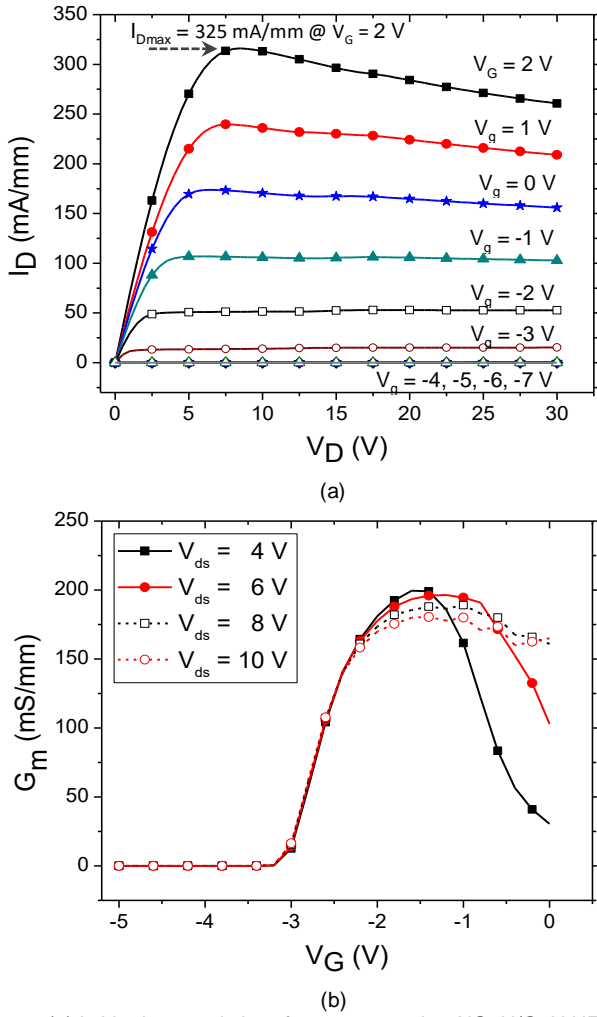 I_Dmax = 325 mA/mm @ V_G = 2 V
350
300
250
200
150
100
50
0
I_D (mA/mm)
V_G = 2 V
V_g = 1 V
V_g = 0 V
V_g = -1 V
V_g = -2 V
V_g = -3 V
V_g = -4, -5, -6, -7 V
0 5 10 15 20 25 30
V_D (V)
(a)
250
200
150
100
50
0
G_m (mS/mm)
V_ds = 4 V
V_ds = 6 V
V_ds = 8 V
V_ds = 10 V
-5 -4 -3 -2 -1 0
V_G (V)
(b)